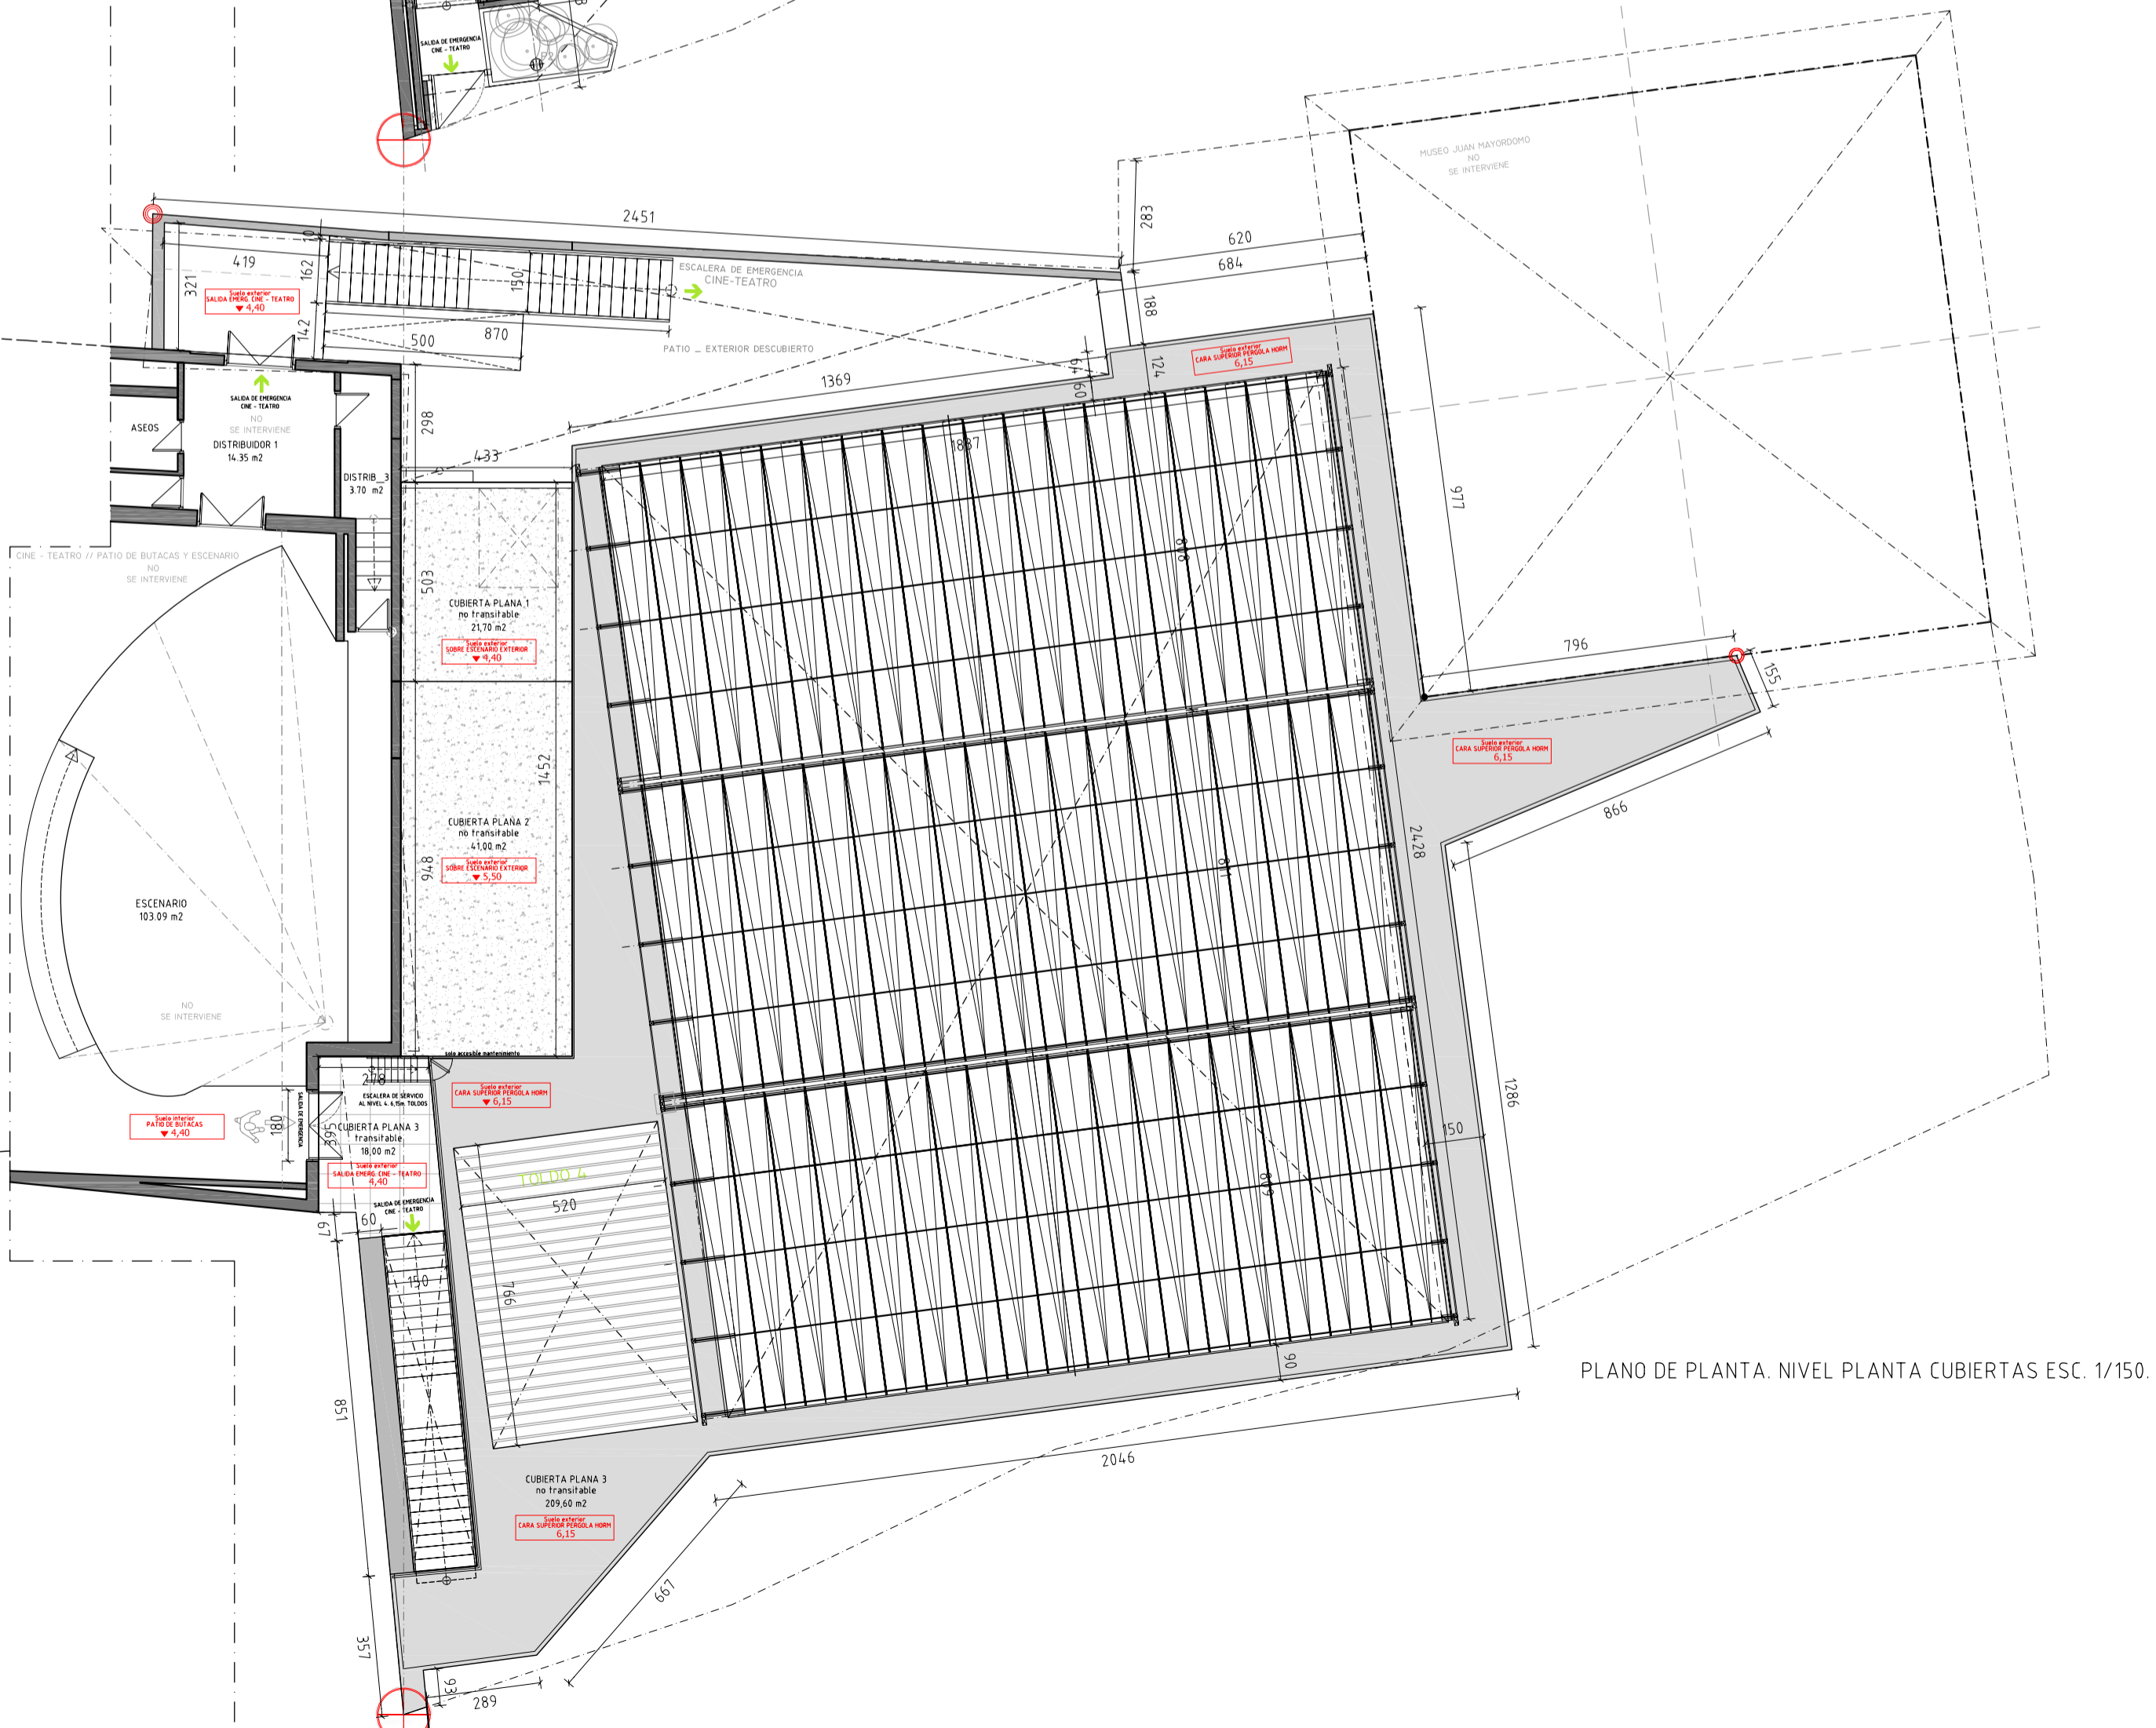 SALIDA DE EMERGENCIA
CINE - TEATRO
2451
283
620
684
MUSEO JUAN MAYORDOMO
NO
SE INTERVIENE
10
419
162
321
150
ESCALERA DE EMERGENCIA
CINE-TEATRO
Suelo exterior
SALIDA EMERG. CINE - TEATRO
4,40
188
142
500
870
PATIO _ EXTERIOR DESCUBIERTO
64
60
124
Suelo exterior
CARA SUPERIOR PERGOLA HORM
6,15
1369
SALIDA DE EMERGENCIA
CINE - TEATRO
NO
SE INTERVIENE
ASEOS
DISTRIBUIDOR 1
14.35 m2
298
433
1887
DISTRIB_3
3.70 m2
977
CINE - TEATRO // PATIO DE BUTACAS Y ESCENARIO
NO
SE INTERVIENE
503
808
CUBIERTA PLANA 1
no transitable
21,70 m2
Suelo exterior
SOBRE ESCENARIO EXTERIOR
4,40
796
155
Suelo exterior
CARA SUPERIOR PERGOLA HORM
6,15
1452
CUBIERTA PLANA 2
no transitable
41,00 m2
Suelo exterior
SOBRE ESCENARIO EXTERIOR
5,50
948
811
2428
866
ESCENARIO
103.09 m2
NO
SE INTERVIENE
solo accesible mantenimiento
278
ESCALERA DE SERVICIO
AL NIVEL 4. 6,15m TOLDOS
Suelo exterior
CARA SUPERIOR PERGOLA HORM
6,15
Suelo interior
PATIO DE BUTACAS
4,40
180
SALIDA DE EMERGENCIA
395
CUBIERTA PLANA 3
transitable
18,00 m2
Suelo exterior
SALIDA EMERG. CINE - TEATRO
4,40
1286
150
TOLDO 4
520
809
SALIDA DE EMERGENCIA
CINE - TEATRO
67
60
150
766
90
PLANO DE PLANTA. NIVEL PLANTA CUBIERTAS ESC. 1/150.
851
2046
CUBIERTA PLANA 3
no transitable
209,60 m2
Suelo exterior
CARA SUPERIOR PERGOLA HORM
6,15
667
357
93
289